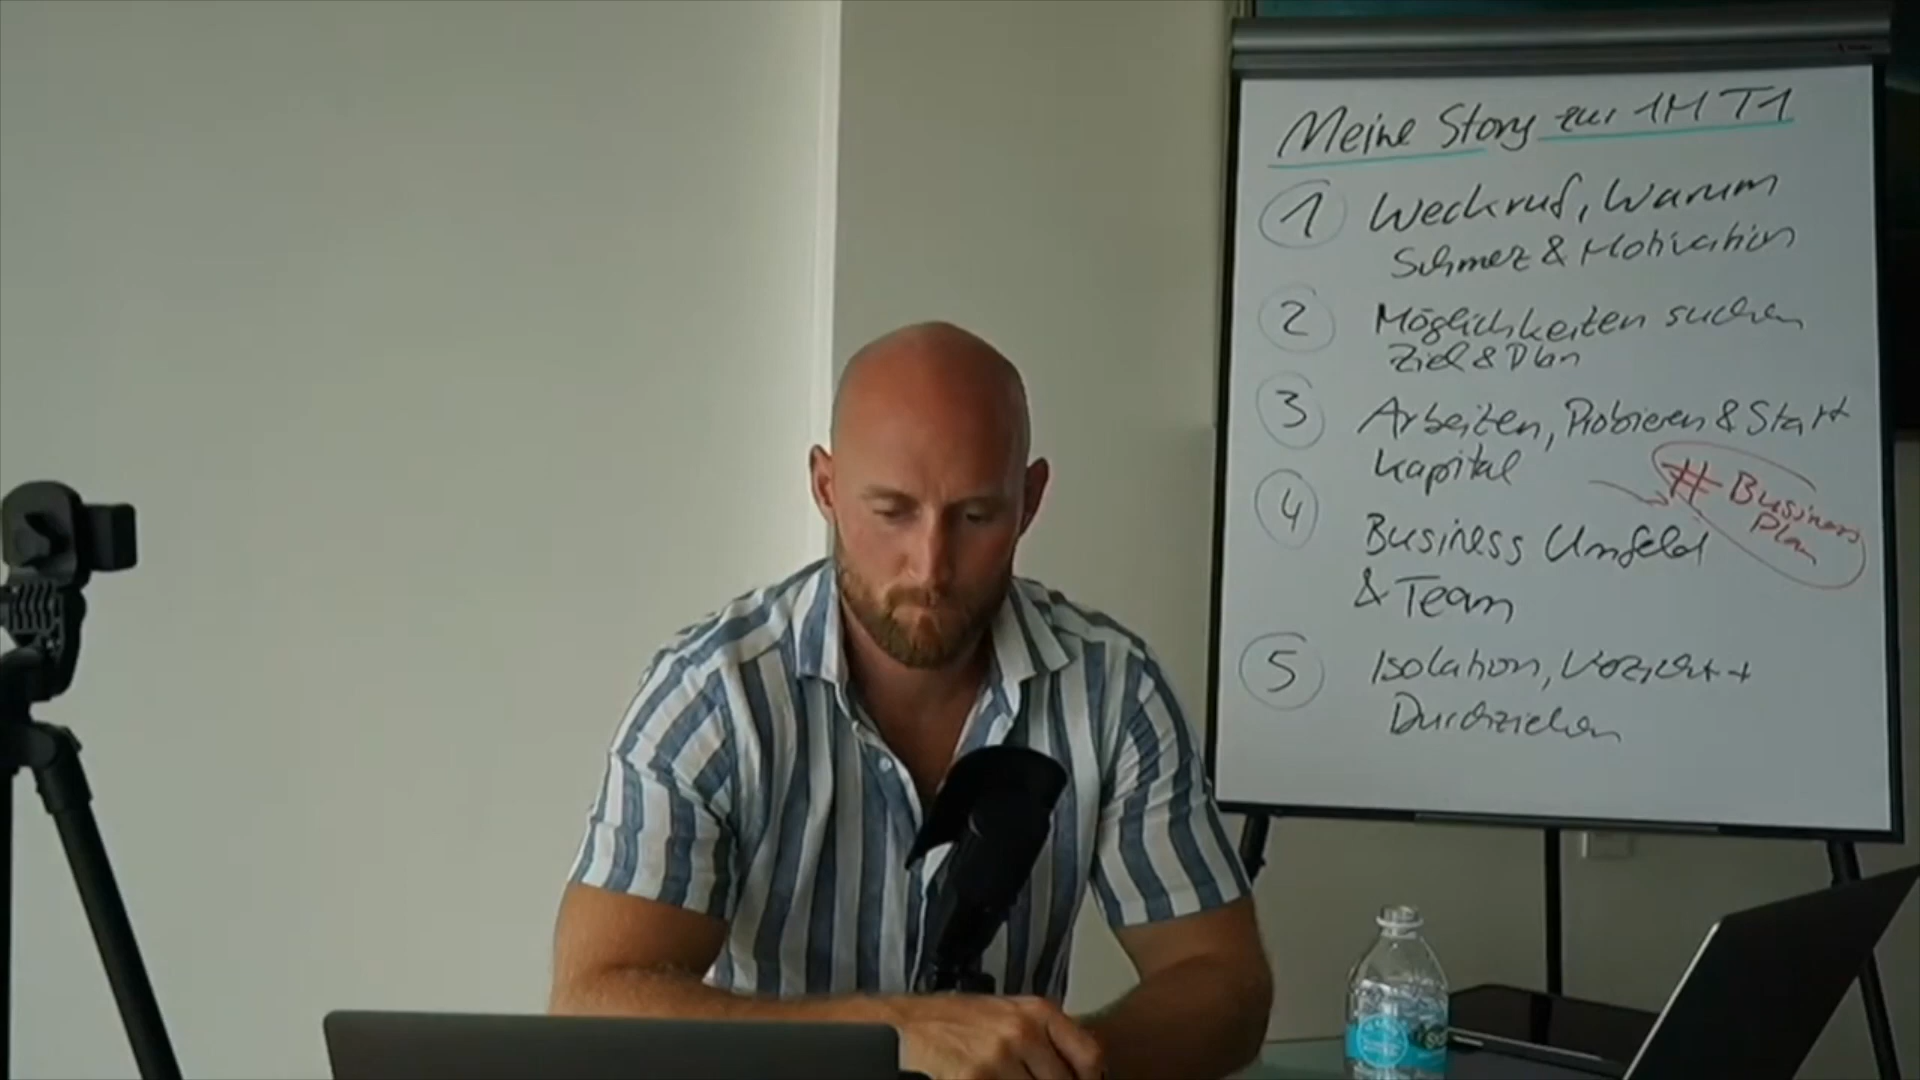 Meine Story zur 1M T1
1 Weckruf, Warum
Schmerz & Motivation
2 Möglichkeiten suchen
Ziel & Plan
3 Arbeiten, Probieren & Start
Kapital
# Business
Plan
4 Business Umfeld
& Team
5 Isolation, Verzicht +
Durchziehen